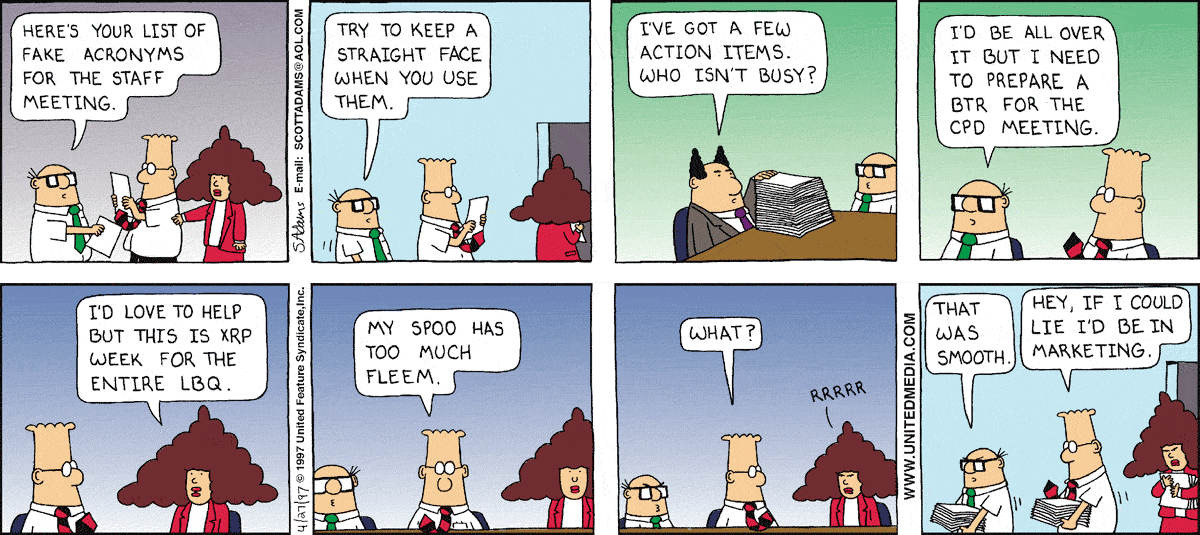 HERE'S YOUR LIST OF
FAKE ACRONYMS
FOR THE STAFF
MEETING.
SAdams E-mail: SCOTTADAMS@AOL.COM
TRY TO KEEP A
STRAIGHT FACE
WHEN YOU USE
THEM.
I'VE GOT A FEW
ACTION ITEMS.
WHO ISN'T BUSY?
I'D BE ALL OVER
IT BUT I NEED
TO PREPARE A
BTR FOR THE
CPD MEETING.
I'D LOVE TO HELP
BUT THIS IS XRP
WEEK FOR THE
ENTIRE LBQ.
4/27/97 © 1997 United Feature Syndicate, Inc.
MY SPOO HAS
TOO MUCH
FLEEM.
WHAT?
RRRRR
WWW.UNITEDMEDIA.COM
THAT
WAS
SMOOTH.
HEY, IF I COULD
LIE I'D BE IN
MARKETING.